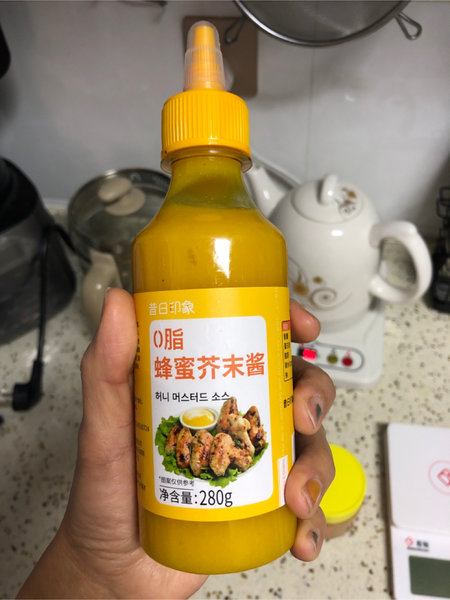 昔日印象
0脂
蜂蜜芥末酱
허니 머스터드 소스
*图案仅供参考
净含量: 280g